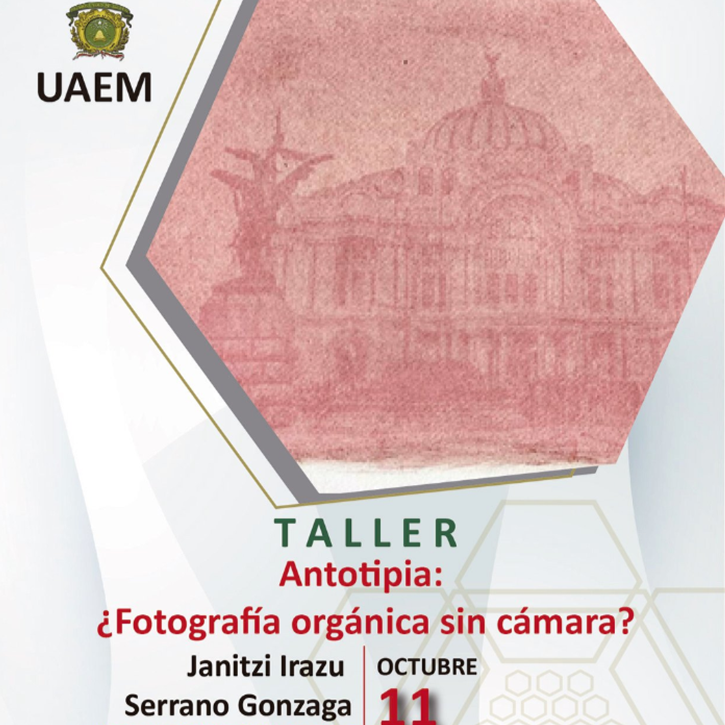 UAEM
TALLER
Antotipia:
¿Fotografía orgánica sin cámara?
Janitzi Irazu
Serrano Gonzaga
OCTUBRE
11